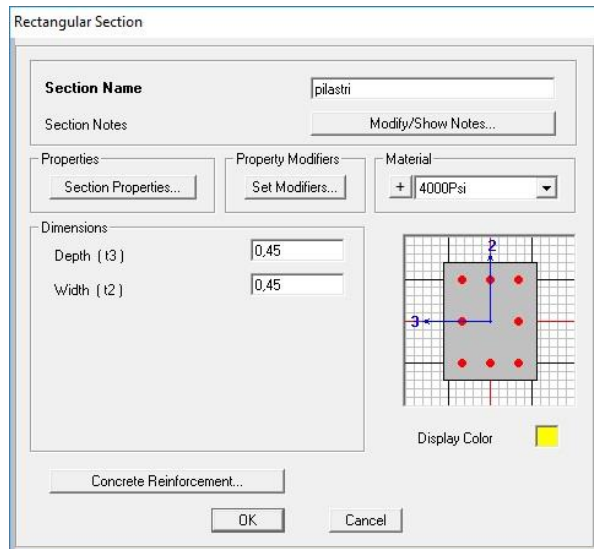 Rectangular Section
Section Name
pilastri
Section Notes
Modify/Show Notes...
Properties
Section Properties...
Property Modifiers
Set Modifiers...
Material
+
4000Psi
Dimensions
Depth ( t3 )
0,45
Width ( t2 )
0,45
2
3
Display Color
Concrete Reinforcement...
OK
Cancel